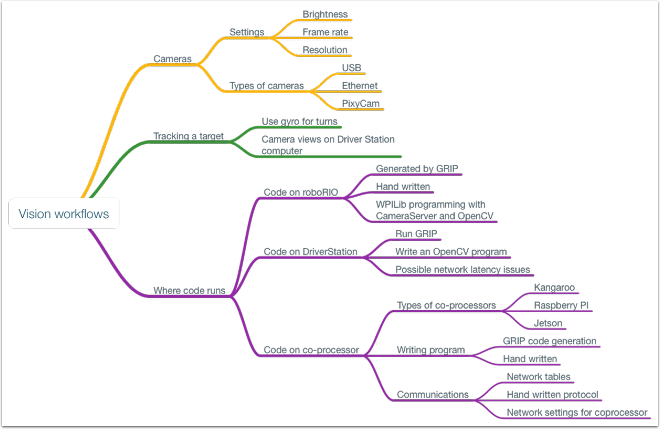 Vision workflows
Cameras
Settings
Brightness
Frame rate
Resolution
Types of cameras
USB
Ethernet
PixyCam
Tracking a target
Use gyro for turns
Camera views on Driver Station
computer
Where code runs
Code on roboRIO
Generated by GRIP
Hand written
WPILib programming with
CameraServer and OpenCV
Code on DriverStation
Run GRIP
Write an OpenCV program
Possible network latency issues
Code on co-processor
Types of co-processors
Kangaroo
Raspberry PI
Jetson
Writing program
GRIP code generation
Hand written
Communications
Network tables
Hand written protocol
Network settings for coprocessor